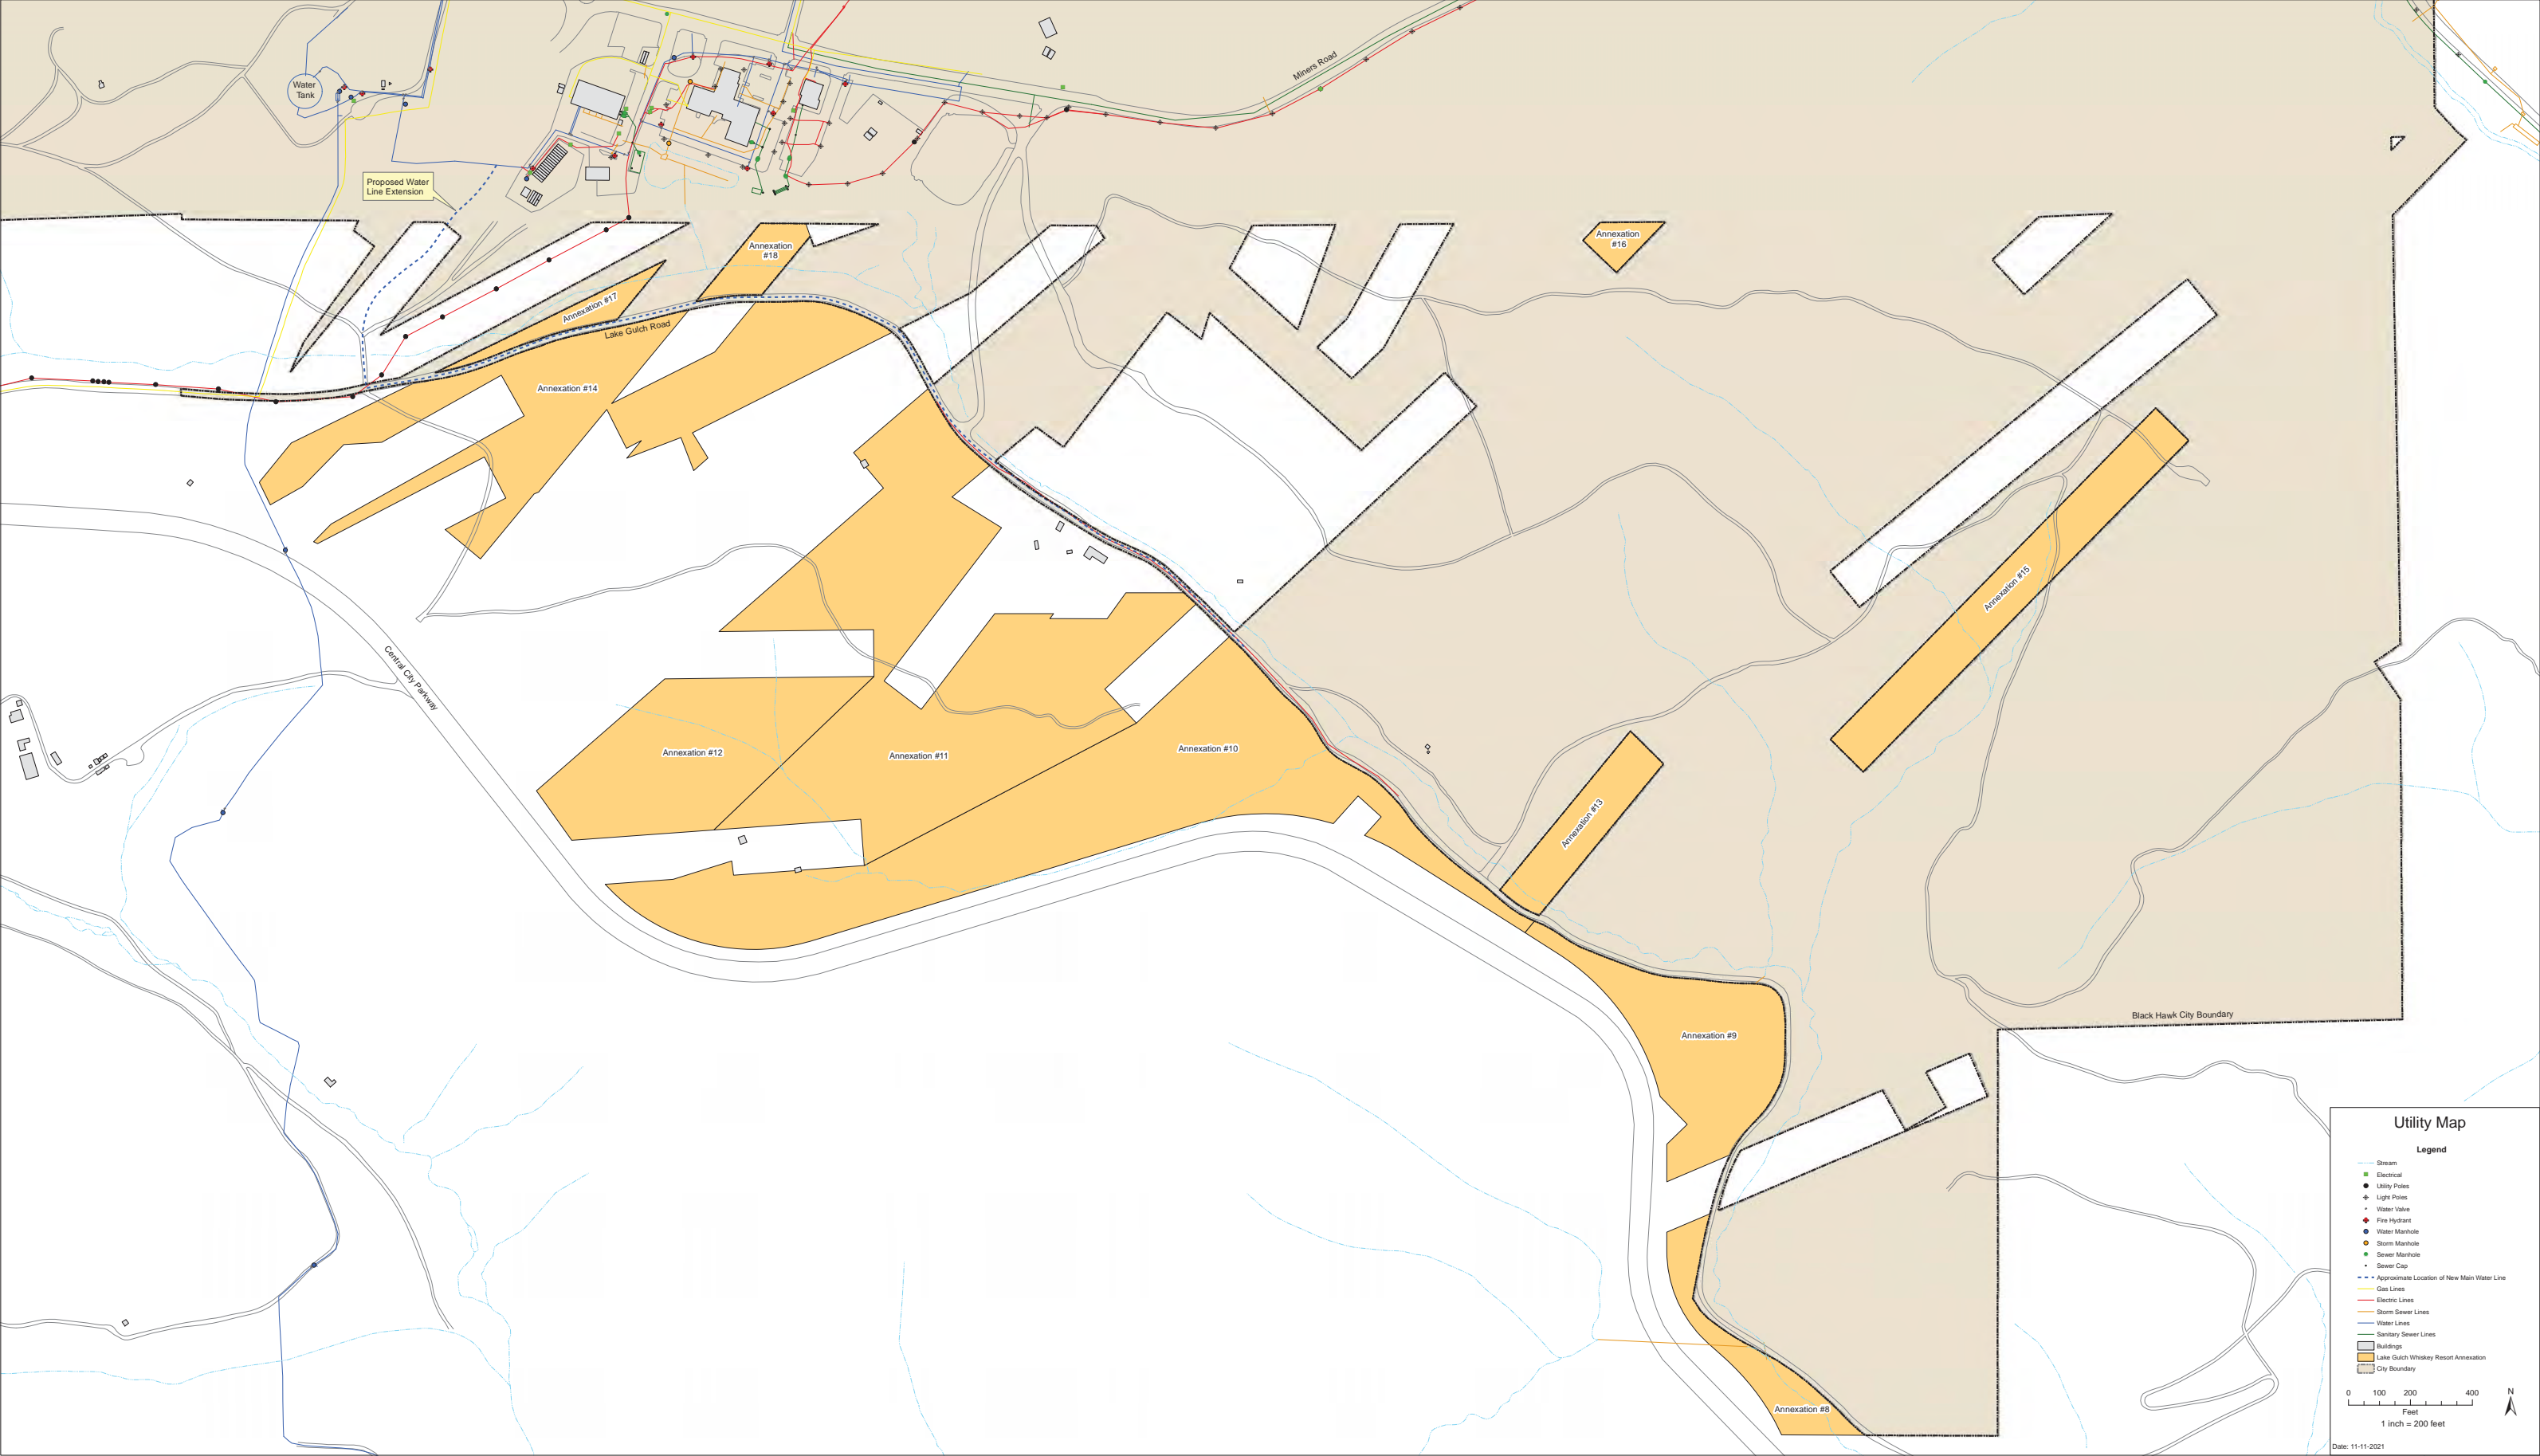 Miners Road
Water
Tank
Proposed Water
Line Extension
Annexation
#18
Annexation
#16
Annexation #17
Lake Gulch Road
Annexation #14
Annexation #15
Central City Parkway
Annexation #12
Annexation #11
Annexation #10
Annexation #13
Annexation #9
Black Hawk City Boundary
Annexation #8
Utility Map
Legend
Stream
Electrical
Utility Poles
Light Poles
Water Valve
Fire Hydrant
Water Manhole
Storm Manhole
Sewer Manhole
Sewer Cap
Approximate Location of New Main Water Line
Gas Lines
Electric Lines
Storm Sewer Lines
Water Lines
Sanitary Sewer Lines
Buildings
Lake Gulch Whiskey Resort Annexation
City Boundary
0 100 200 400
Feet
1 inch = 200 feet
N
Date: 11-11-2021